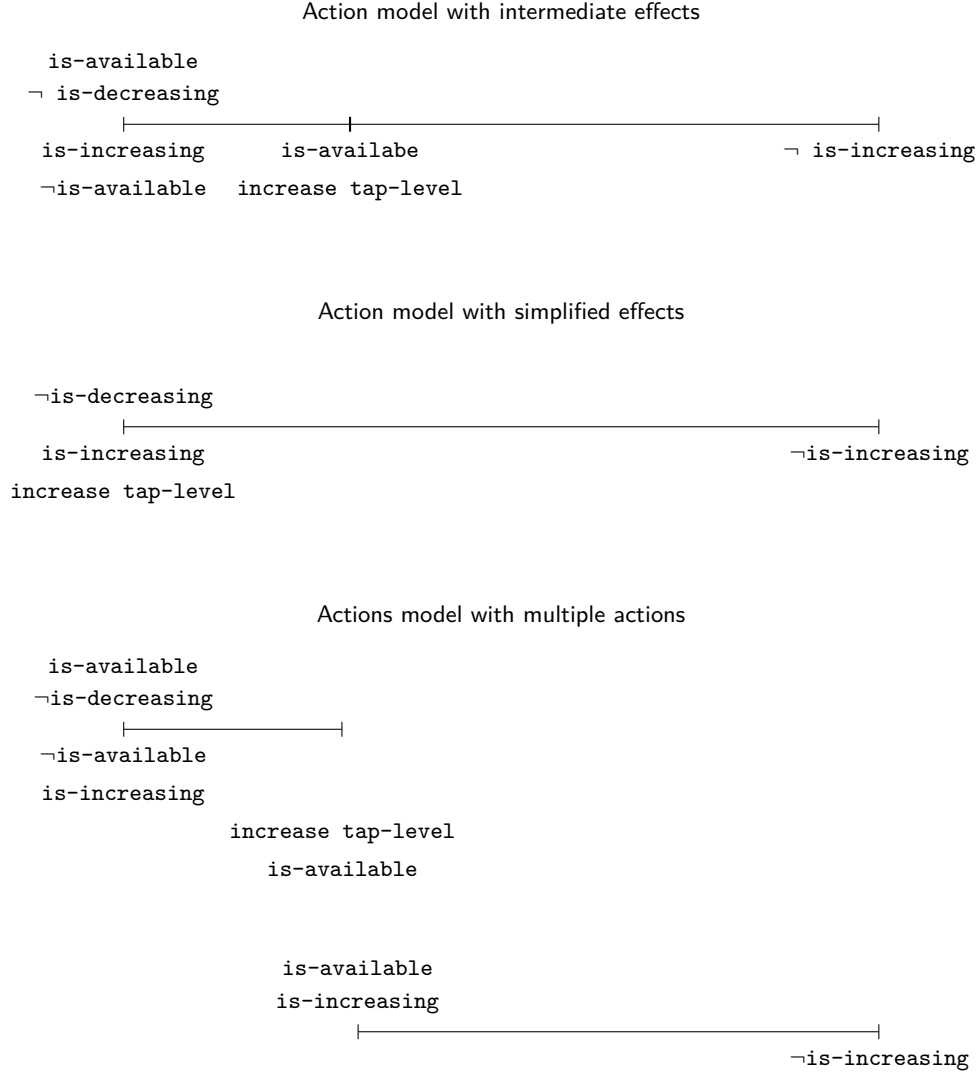 Action model with intermediate effects
is-available
¬ is-decreasing
is-increasing is-availabe ¬ is-increasing
¬is-available increase tap-level
Action model with simplified effects
¬is-decreasing
is-increasing ¬is-increasing
increase tap-level
Actions model with multiple actions
is-available
¬is-decreasing
¬is-available
is-increasing
increase tap-level
is-available
is-available
is-increasing
¬is-increasing